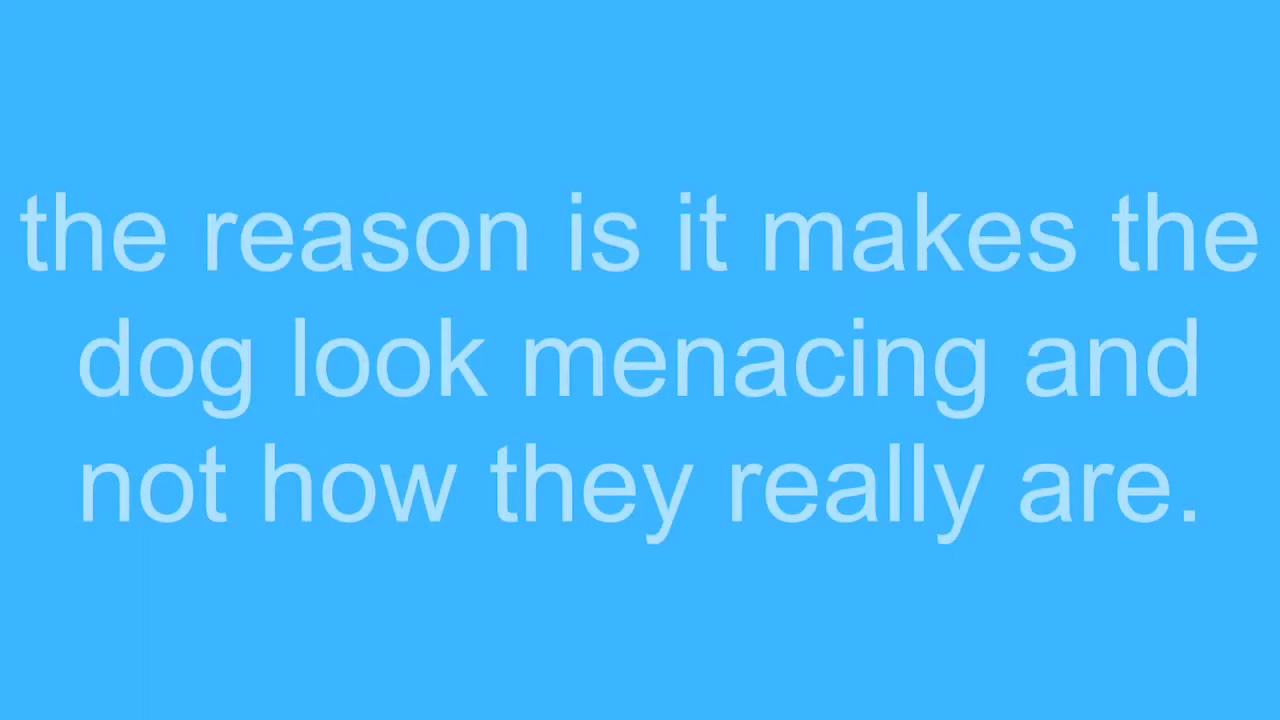 the reason is it makes the
dog look menacing and
not how they really are.